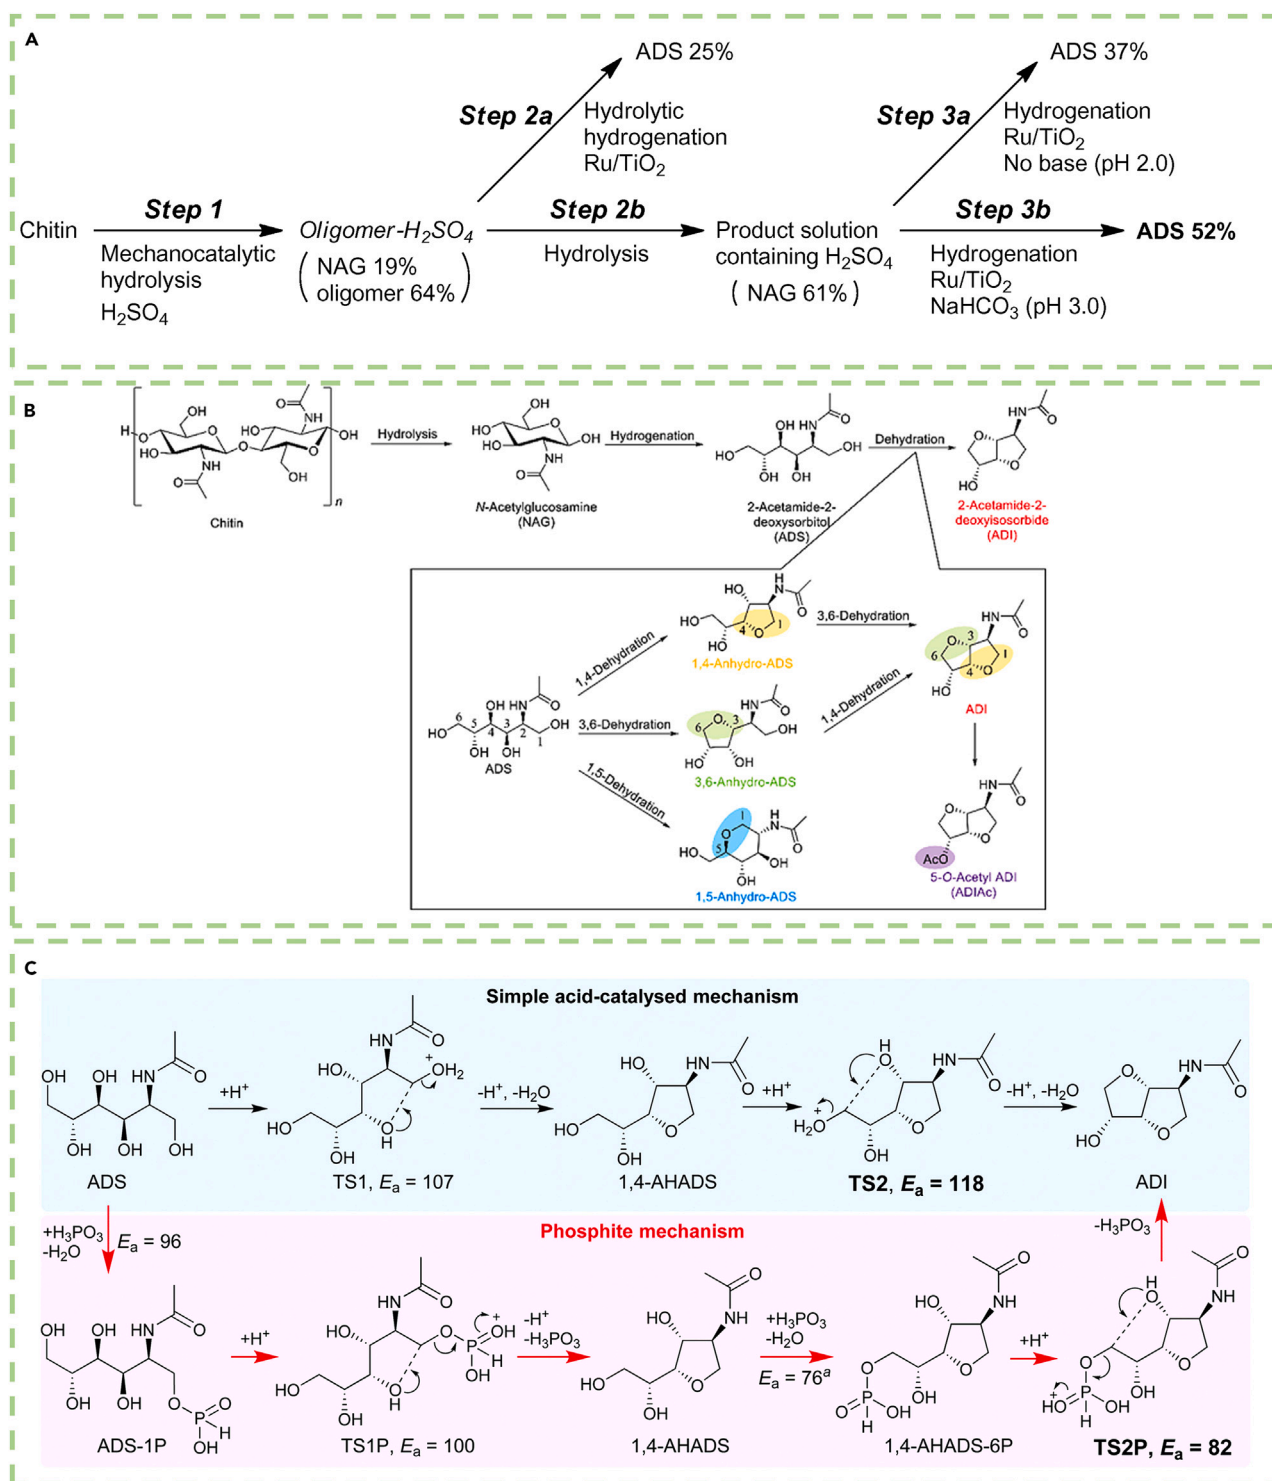 A
ADS 25%
ADS 37%
Step 2a
Hydrolytic
hydrogenation
Ru/TiO2
Step 3a
Hydrogenation
Ru/TiO2
No base (pH 2.0)
Chitin
Step 1
Mechanocatalytic
hydrolysis
H2SO4
Oligomer-H2SO4
NAG 19%
oligomer 64%
Step 2b
Hydrolysis
Product solution
containing H2SO4
(NAG 61%)
Step 3b
Hydrogenation
Ru/TiO2
NaHCO3 (pH 3.0)
ADS 52%
B
Hydrolysis
Hydrogenation
Dehydration
Chitin
N-Acetylglucosamine
(NAG)
2-Acetamide-2-
deoxysorbitol
(ADS)
2-Acetamide-2-
deoxyisosorbide
(ADI)
1,4-Dehydration
1,4-Anhydro-ADS
3,6-Dehydration
ADS
3,6-Dehydration
3,6-Anhydro-ADS
1,4-Dehydration
ADI
1,5-Dehydration
1,5-Anhydro-ADS
AcO
5-O-Acetyl ADI
(ADIAc)
C
Simple acid-catalysed mechanism
+H+
-H+, -H2O
+H+
-H+, -H2O
ADS
TS1, Ea = 107
1,4-AHADS
TS2, Ea = 118
ADI
Phosphite mechanism
+H3PO3
-H2O
Ea = 96
-H3PO3
+H+
-H+
-H3PO3
+H3PO3
-H2O
Ea = 76a
+H+
ADS-1P
TS1P, Ea = 100
1,4-AHADS
1,4-AHADS-6P
TS2P, Ea = 82